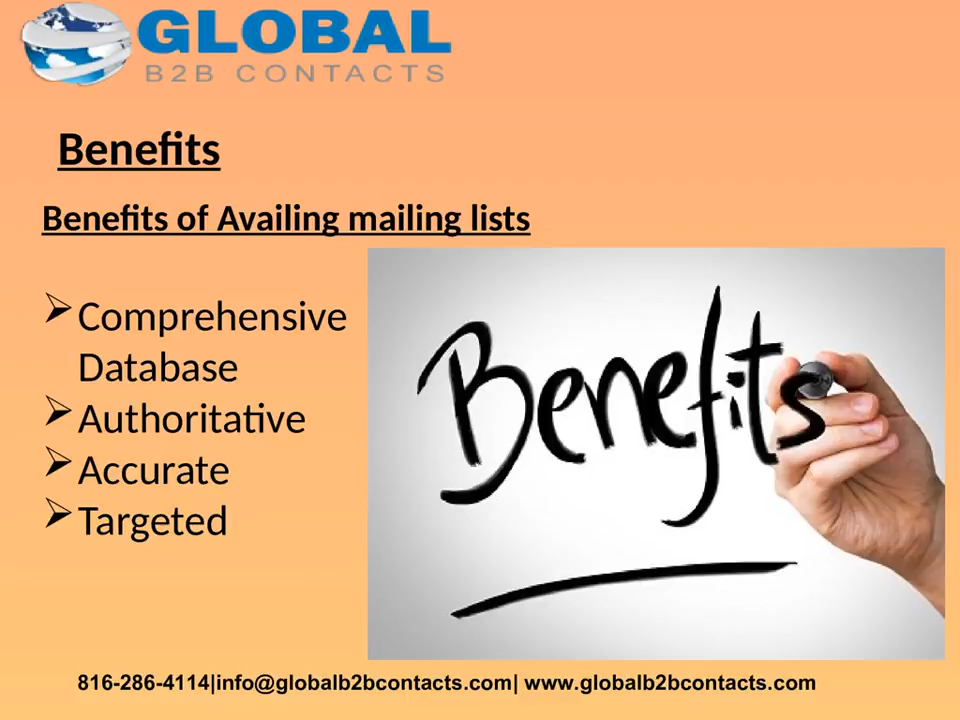 GLOBAL
B2B CONTACTS
Benefits
Benefits of Availing mailing lists
➢Comprehensive
Database
➢Authoritative
➢Accurate
➢Targeted
Benefits
816-286-4114|info@globalb2bcontacts.com| www.globalb2bcontacts.com